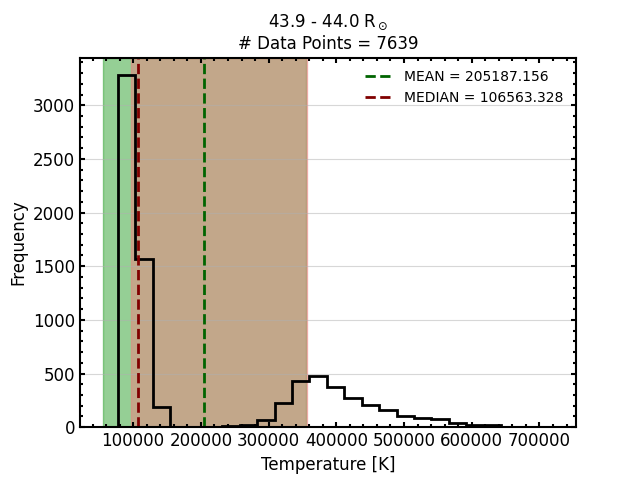 43.9 - 44.0 R⊙
# Data Points = 7639
MEAN = 205187.156
MEDIAN = 106563.328
Frequency
3000
2500
2000
1500
1000
500
0
100000 200000 300000 400000 500000 600000 700000
Temperature [K]